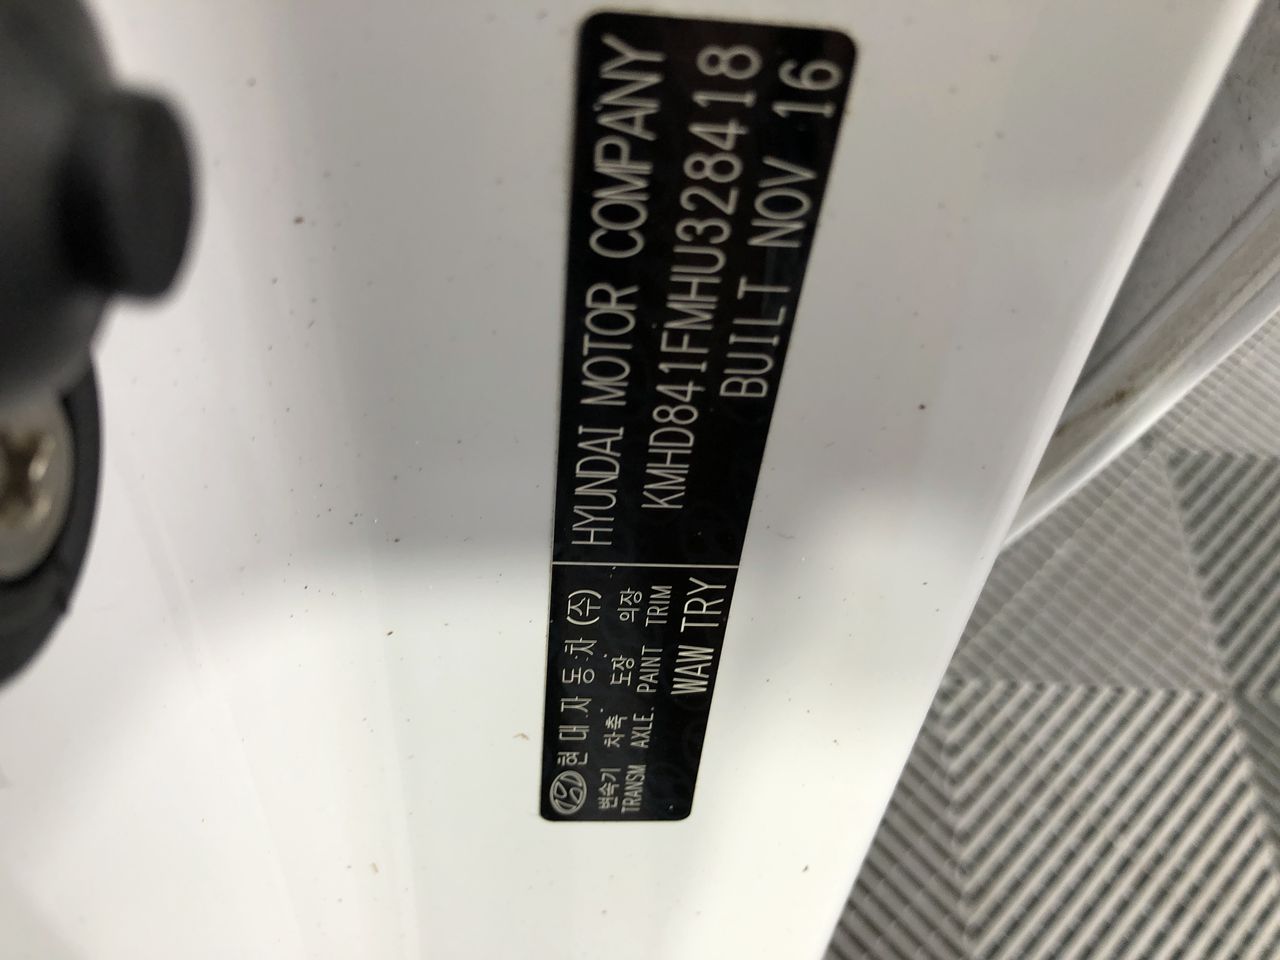 현대자동차(주)
변속기 차축. 도장 의장
TRANSM AXLE. PAINT TRIM
WAW TRY
HYUNDAI MOTOR COMPANY
KMHD841FMHU328418
BUILT NOV 16